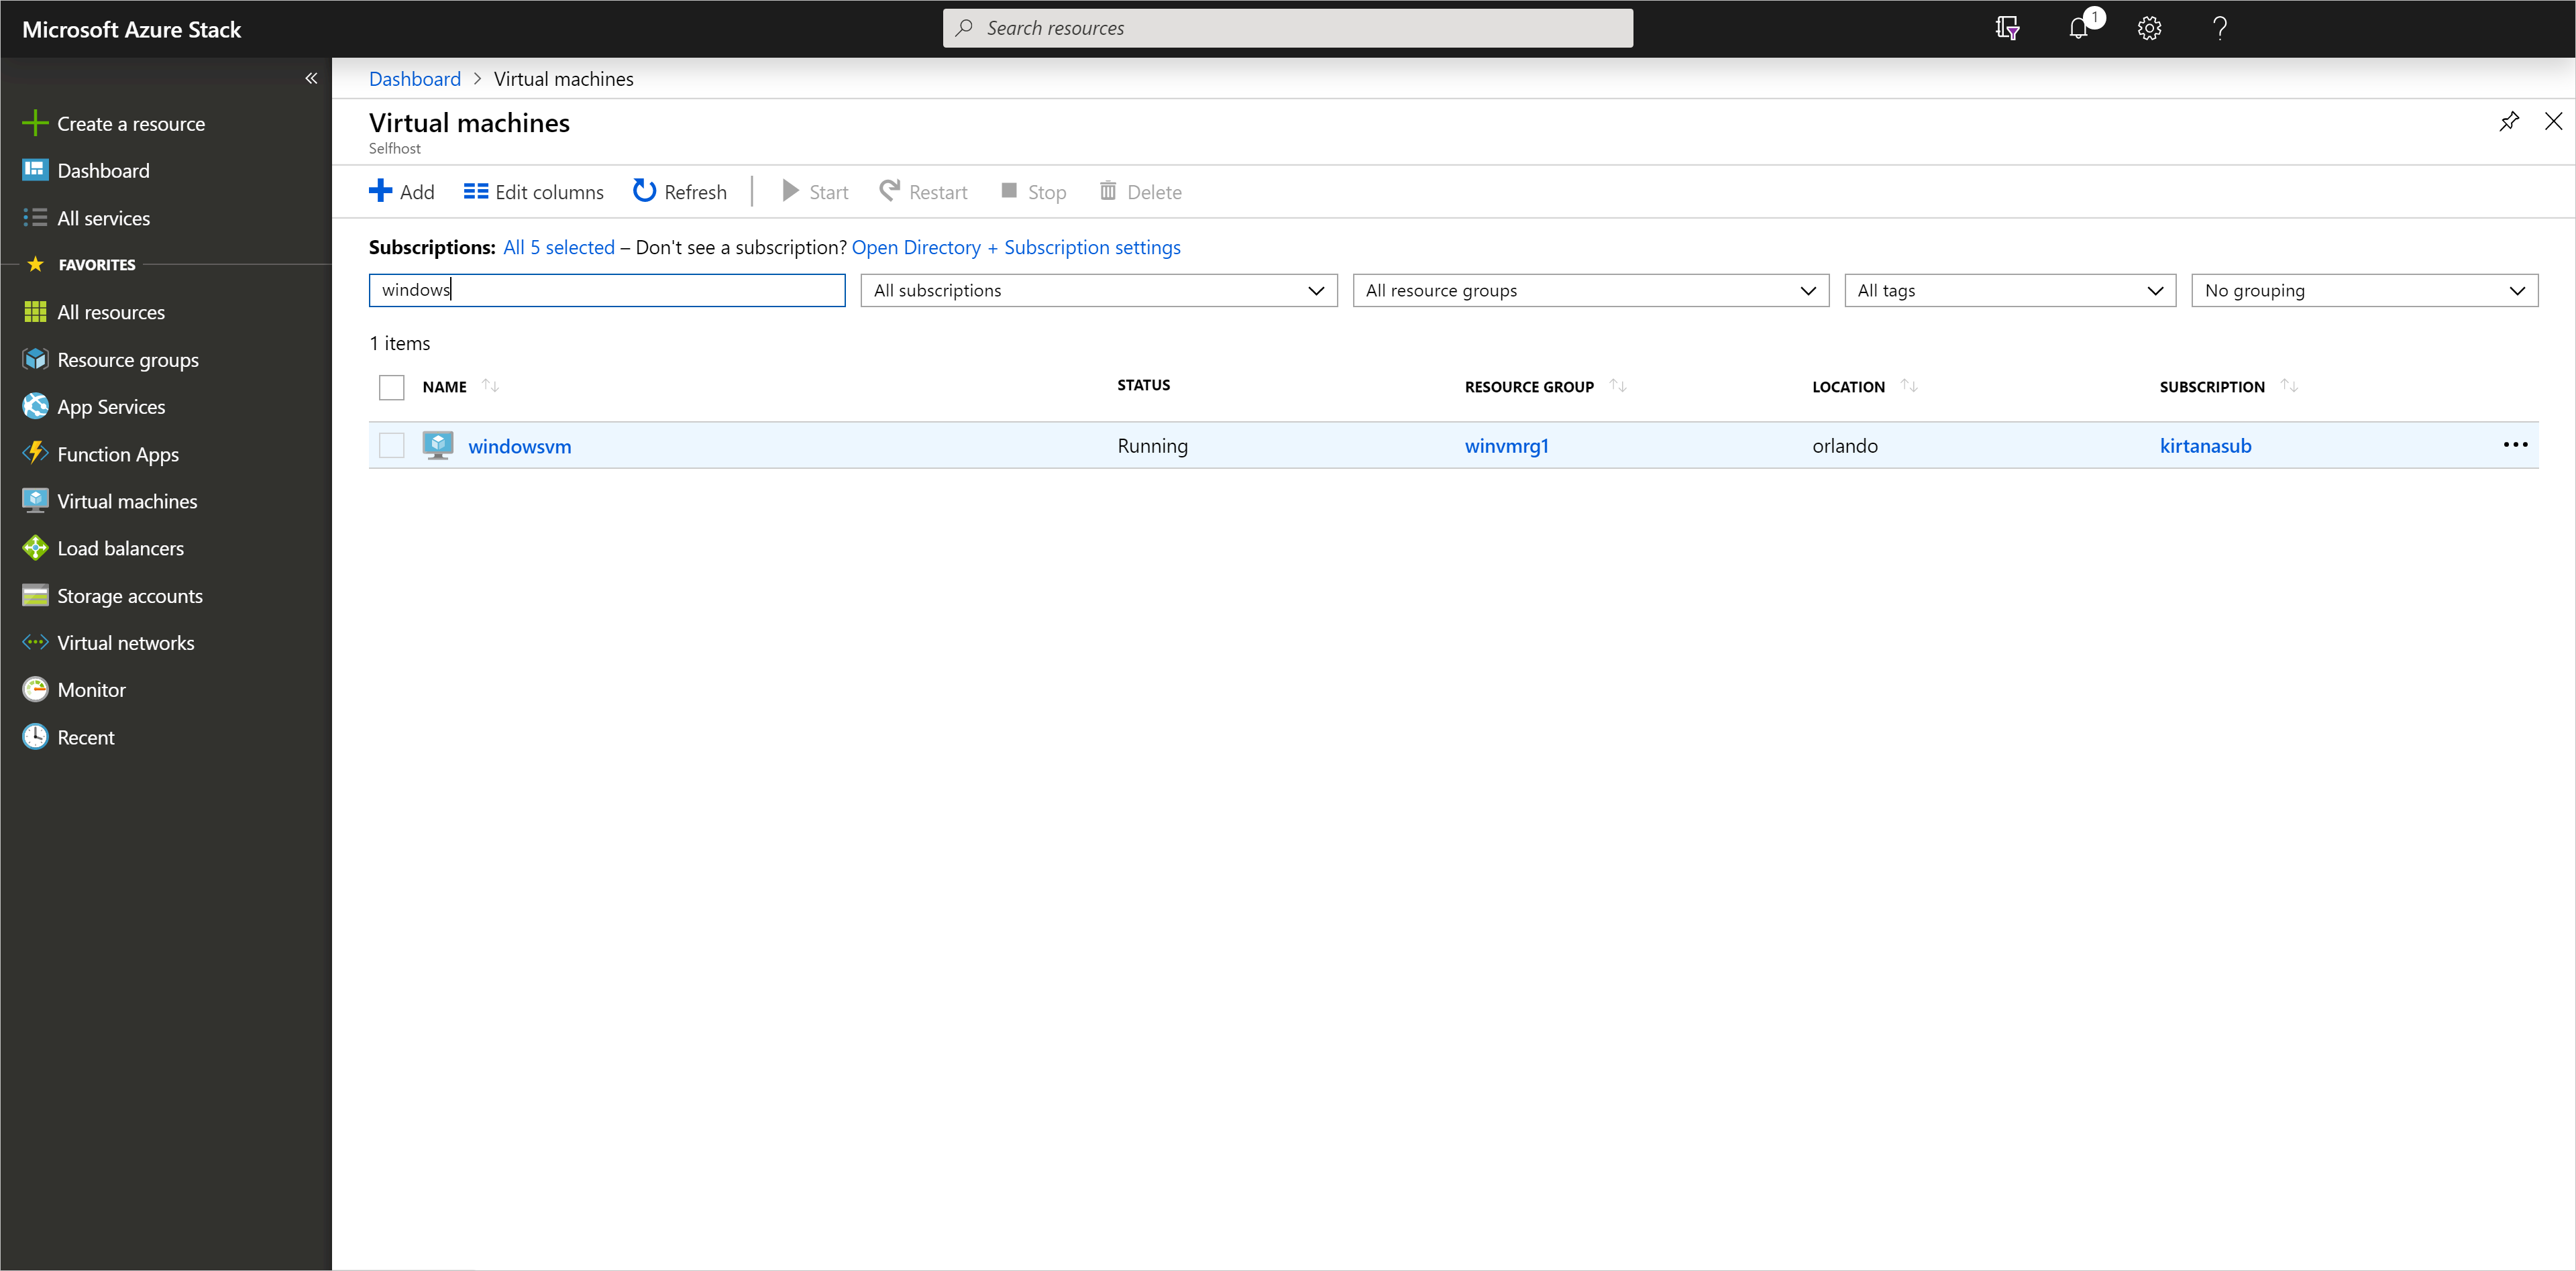 Microsoft Azure Stack
Search resources
1
Create a resource
Dashboard
All services
FAVORITES
All resources
Resource groups
App Services
Function Apps
Virtual machines
Load balancers
Storage accounts
Virtual networks
Monitor
Recent
Dashboard > Virtual machines
Virtual machines
Selfhost
Add Edit columns Refresh Start Restart Stop Delete
Subscriptions: All 5 selected – Don't see a subscription? Open Directory + Subscription settings
windows All subscriptions All resource groups All tags No grouping
1 items
NAME STATUS RESOURCE GROUP LOCATION SUBSCRIPTION
windowsvm Running winvmrg1 orlando kirtanasub